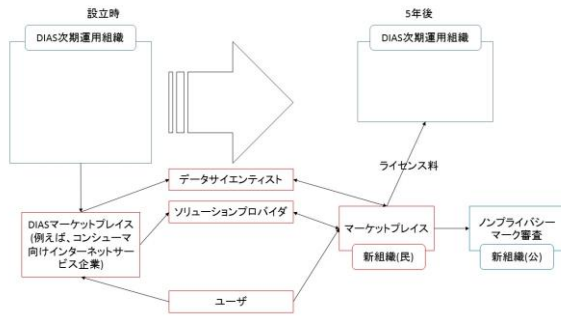 設立時
5年後
DIAS次期運用組織
DIAS次期運用組織
ライセンス料
データサイエンティスト
ソリューションプロバイダ
DIASマーケットプレイス
(例えば、コンシューマ
向けインターネットサー
ビス企業)
マーケットプレイス
新組織(民)
ノンプライバシー
マーク審査
新組織(公)
ユーザ